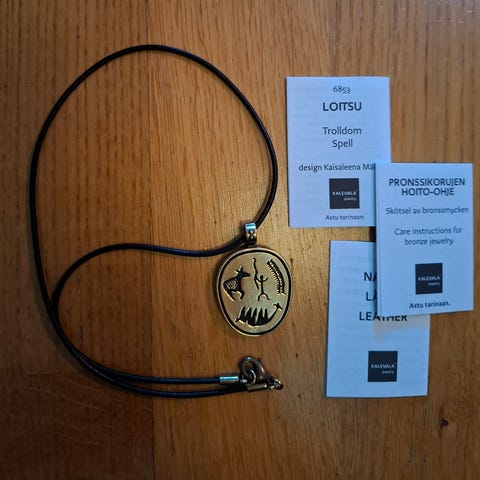 6853
LOITSU
Trolldom
Spell
design Kaisaleena
KALEVALA
jewelry
Astu tarinaan.
PRONSSIKORUJEN
HOITO-OHJE
Skötsel av bronssmycken
Care instructions for
bronze jewelry
KALEVALA
jewelry
Astu tarinaan.
LEATHER
KALEVALA
jewelry